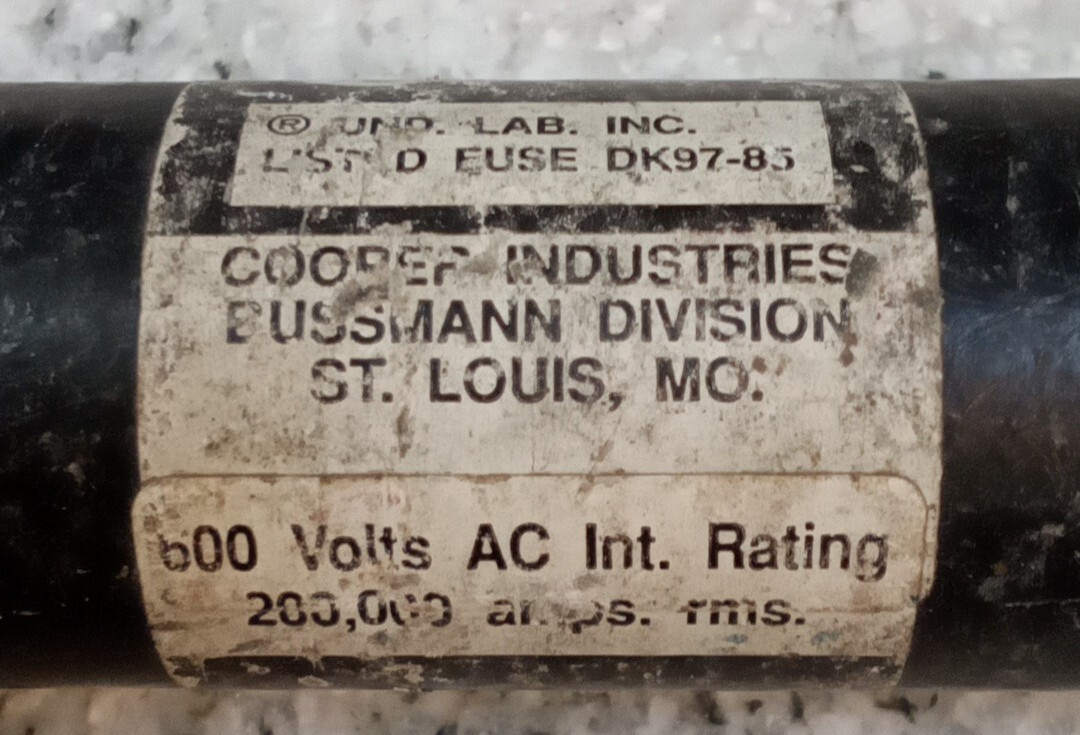 ® UND. LAB. INC.
LISTED FUSE DK97-85
COOPER INDUSTRIES
BUSSMANN DIVISION
ST. LOUIS, MO.
600 Volts AC Int. Rating
200,000 amps. rms.